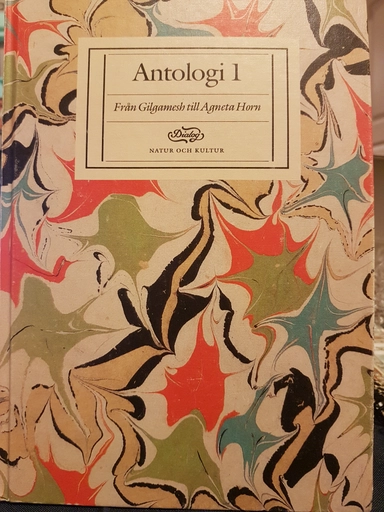 Antologi 1
Från Gilgamesh till Agneta Horn
Dialog
NATUR OCH KULTUR